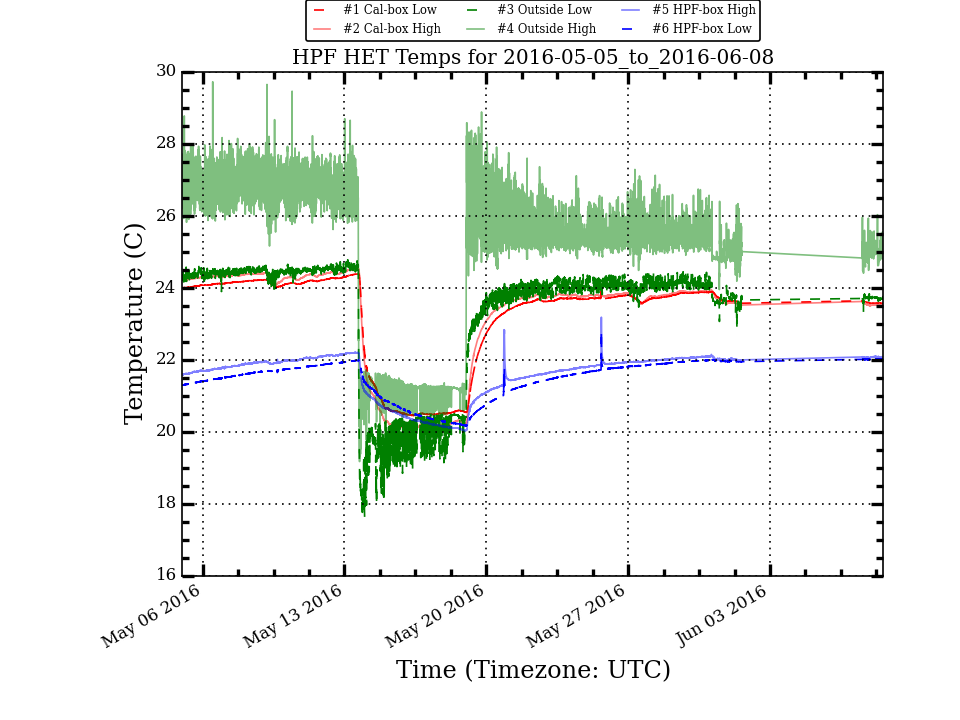 #1 Cal-box Low #3 Outside Low #5 HPF-box High
#2 Cal-box High #4 Outside High #6 HPF-box Low
HPF HET Temps for 2016-05-05_to_2016-06-08
30
28
26
24
22
20
18
16
Temperature (C)
May 06 2016 May 13 2016 May 20 2016 May 27 2016 Jun 03 2016
Time (Timezone: UTC)